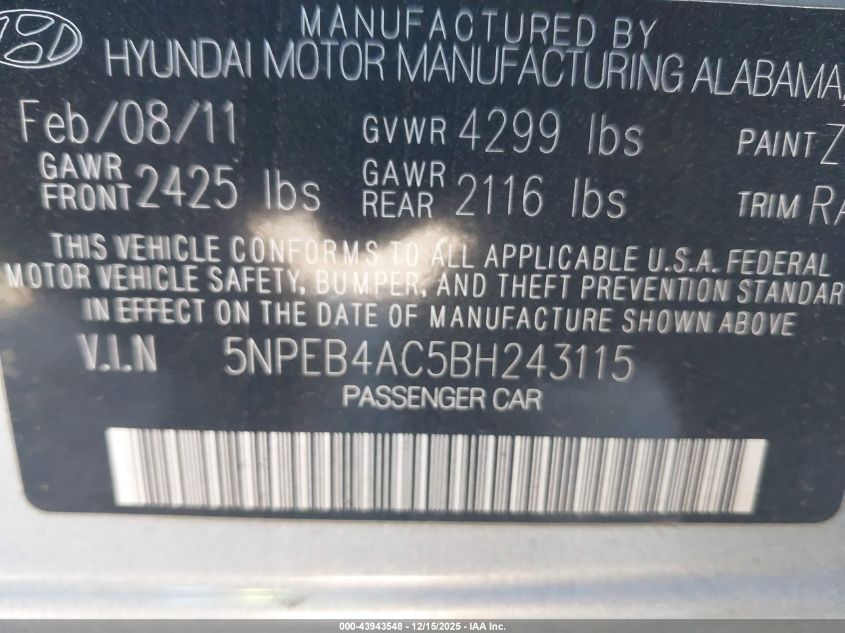 MANUFACTURED BY
HYUNDAI MOTOR MANUFACTURING ALABAMA,
Feb/08/11 GVWR 4299 lbs PAINT Z
GAWR FRONT 2425 lbs GAWR REAR 2116 lbs TRIM RA
THIS VEHICLE CONFORMS TO ALL APPLICABLE U.S.A. FEDERAL
MOTOR VEHICLE SAFETY, BUMPER, AND THEFT PREVENTION STANDAR
IN EFFECT ON THE DATE OF MANUFACTURE SHOWN ABOVE
V.I.N 5NPEB4AC5BH243115
PASSENGER CAR
000-43943548 - 12/15/2025 - IAA Inc.